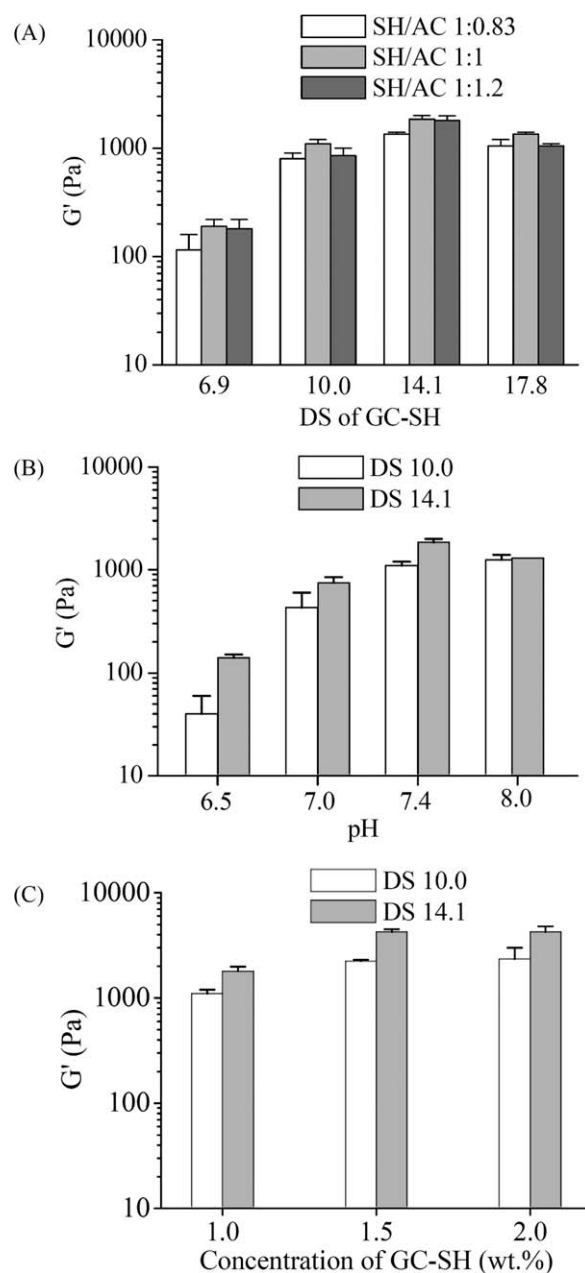 (A)
SH/AC 1:0.83
SH/AC 1:1
SH/AC 1:1.2
10000
1000
100
10
G' (Pa)
6.9 10.0 14.1 17.8
DS of GC-SH
(B)
DS 10.0
DS 14.1
10000
1000
100
10
G' (Pa)
6.5 7.0 7.4 8.0
pH
(C)
DS 10.0
DS 14.1
10000
1000
100
10
G' (Pa)
1.0 1.5 2.0
Concentration of GC-SH (wt.%)